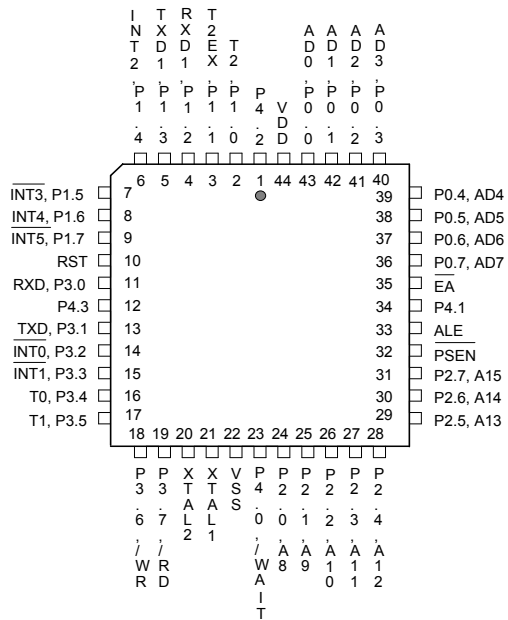 INT2, P1.4
TXD1, P1.3
RXD1, P1.2
T2EX, P1.1
T2, P1.0
P4.2
VDD
AD0, P0.0
AD1, P0.1
AD2, P0.2
AD3, P0.3
6 5 4 3 2 1 44 43 42 41 40
INT3, P1.5 7
INT4, P1.6 8
INT5, P1.7 9
RST 10
RXD, P3.0 11
P4.3 12
TXD, P3.1 13
INT0, P3.2 14
INT1, P3.3 15
T0, P3.4 16
T1, P3.5 17
39 P0.4, AD4
38 P0.5, AD5
37 P0.6, AD6
36 P0.7, AD7
35 EA
34 P4.1
33 ALE
32 PSEN
31 P2.7, A15
30 P2.6, A14
29 P2.5, A13
18 19 20 21 22 23 24 25 26 27 28
P3.6, /WR
P3.7, /RD
XTAL2
XTAL1
VSS
P4.0, /WAIT
P2.0, A8
P2.1, A9
P2.2, A10
P2.3, A11
P2.4, A12